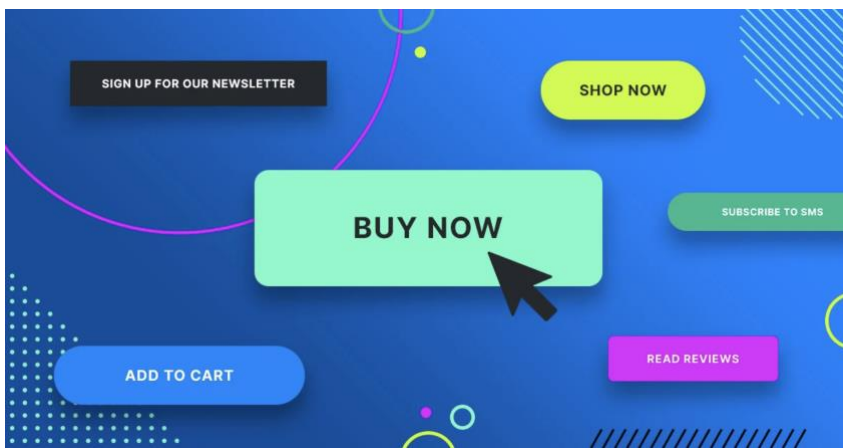 SIGN UP FOR OUR NEWSLETTER
SHOP NOW
BUY NOW
SUBSCRIBE TO SMS
ADD TO CART
READ REVIEWS